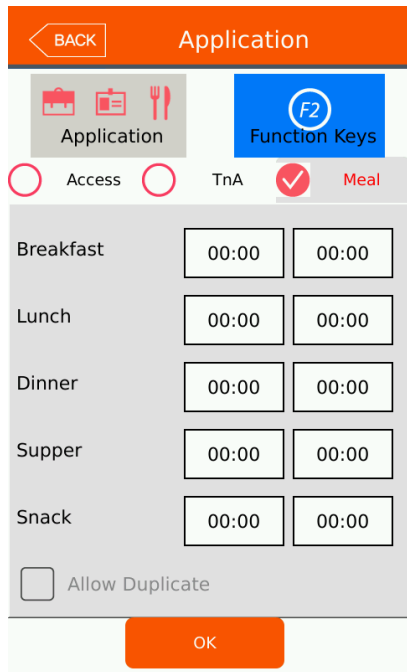 BACK Application
F2
Application Function Keys
Access TnA Meal
Breakfast 00:00 00:00
Lunch 00:00 00:00
Dinner 00:00 00:00
Supper 00:00 00:00
Snack 00:00 00:00
Allow Duplicate
OK